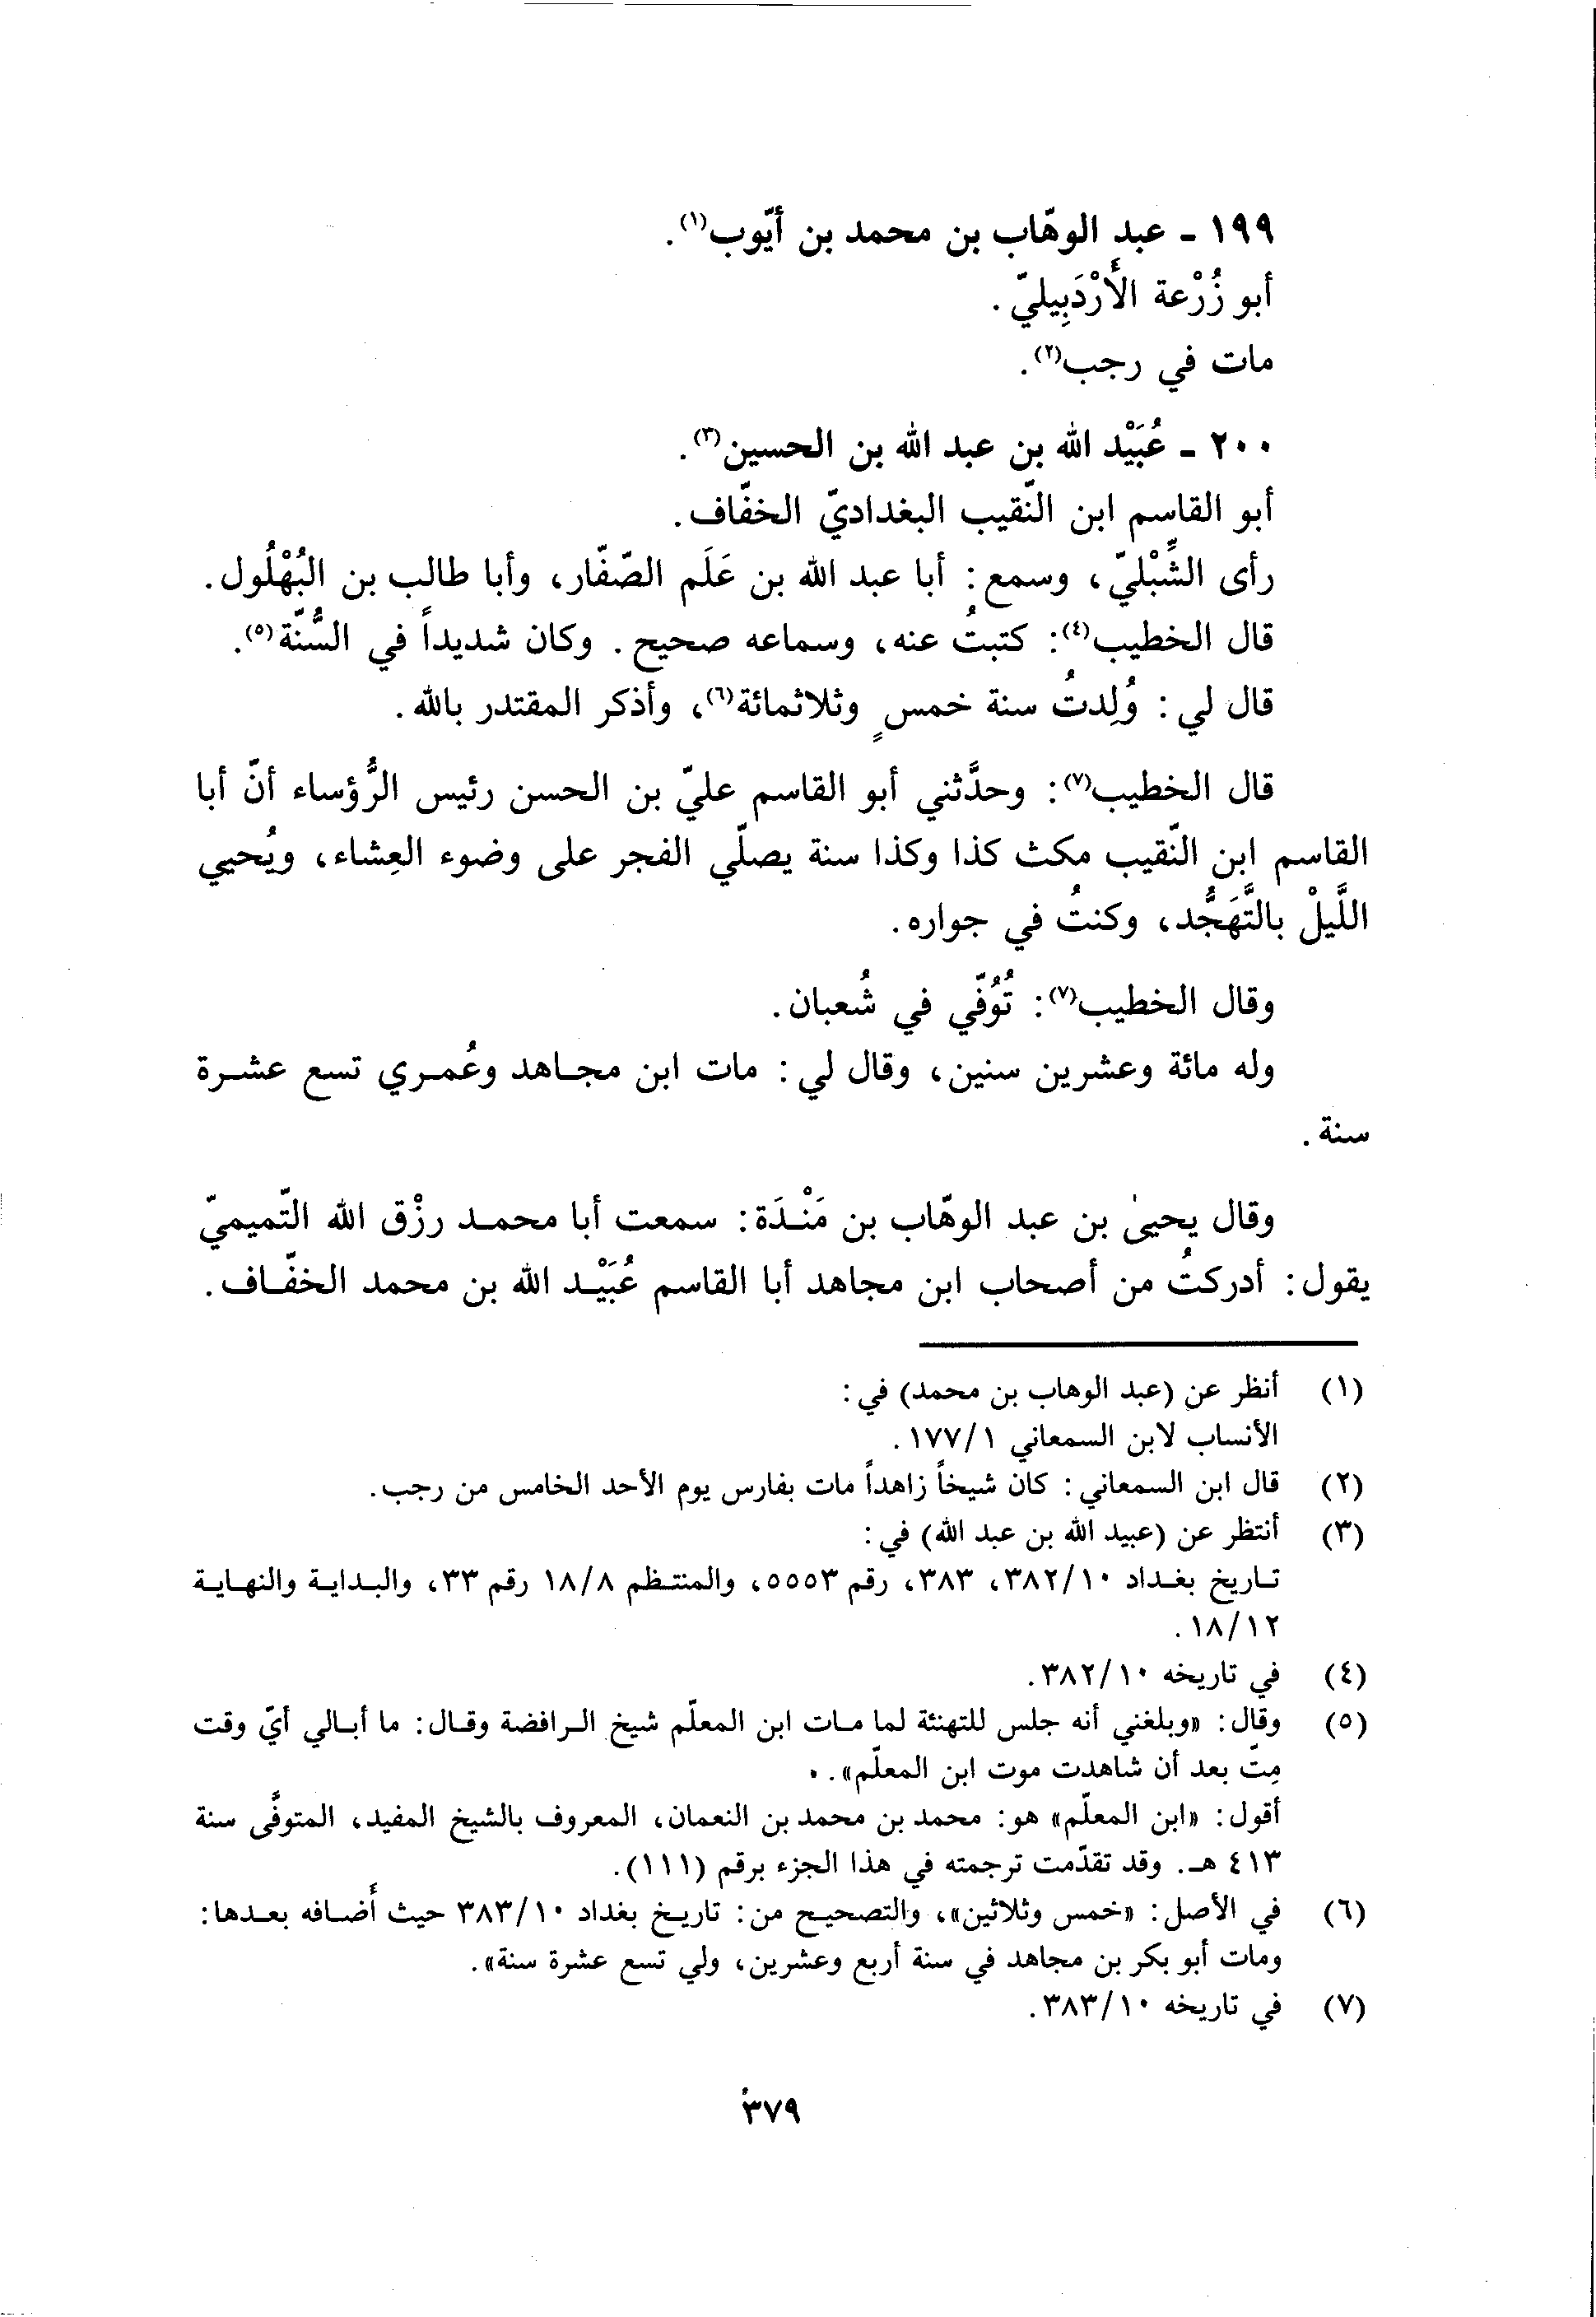 ١٩٩ - عبد الوهّاب بن محمد بن أيّوب(١).
أبو زُرْعة الأَرْدَبِيليّ.
مات في رجب(٢).
٢٠٠ - عُبَيْد الله بن عبد الله بن الحسين(٣).
أبو القاسم ابن النّقيب البغداديّ الخفّاف.
رأى الشِّبْليّ، وسمع: أبا عبد الله بن عَلَم الصّفّار، وأبا طالب بن البُهْلُول.
قال الخطيب(٤): كتبتُ عنه، وسماعه صحيح. وكان شديداً في السُّنّة(٥).
قال لي: وُلِدتُ سنة خمسٍ وثلاثمائة(٦)، وأذكر المقتدر بالله.
قال الخطيب(٧): وحدَّثني أبو القاسم عليّ بن الحسن رئيس الرُّؤساء أنّ أبا
القاسم ابن النّقيب مكث كذا وكذا سنة يصلّي الفجر على وضوء العِشاء، ويُحيي
اللَّيلْ بالتَّهَجُّد، وكنتُ في جواره.
وقال الخطيب(٧): تُوُفّي في شُعبان.
وله مائة وعشرين سنين، وقال لي: مات ابن مجاهد وعُمري تسع عشرة
سنة.
وقال يحيىٰ بن عبد الوهّاب بن مَنْدَة: سمعت أبا محمد رزْق الله التّميميّ
يقول: أدركتُ من أصحاب ابن مجاهد أبا القاسم عُبَيْد الله بن محمد الخفّاف.
(١) أنظر عن (عبد الوهاب بن محمد) في:
الأنساب لابن السمعاني ١/١٧٧.
(٢) قال ابن السمعاني: كان شيخاً زاهداً مات بفارس يوم الأحد الخامس من رجب.
(٣) أنتظر عن (عبيد الله بن عبد الله) في:
تاريخ بغداد ١٠/٣٨٢، ٣٨٣، رقم ٥٥٥٣، والمنتظم ٨/١٨ رقم ٣٣، والبداية والنهاية
١٢/١٨.
(٤) في تاريخه ١٠/٣٨٢.
(٥) وقال: «وبلغني أنه جلس للتهنئة لما مات ابن المعلّم شيخ الرافضة وقال: ما أبالي أيّ وقت
مِتّ بعد أن شاهدت موت ابن المعلّم».
أقول: «ابن المعلّم» هو: محمد بن محمد بن النعمان، المعروف بالشيخ المفيد، المتوفَّى سنة
٤١٣ هـ. وقد تقدّمت ترجمته في هذا الجزء برقم (١١١).
(٦) في الأصل: «خمس وثلاثين»، والتصحيح من: تاريخ بغداد ١٠/٣٨٣ حيث أَضافه بعدها:
ومات أبو بكر بن مجاهد في سنة أربع وعشرين، ولي تسع عشرة سنة».
(٧) في تاريخه ١٠/٣٨٣.
٣٧٩